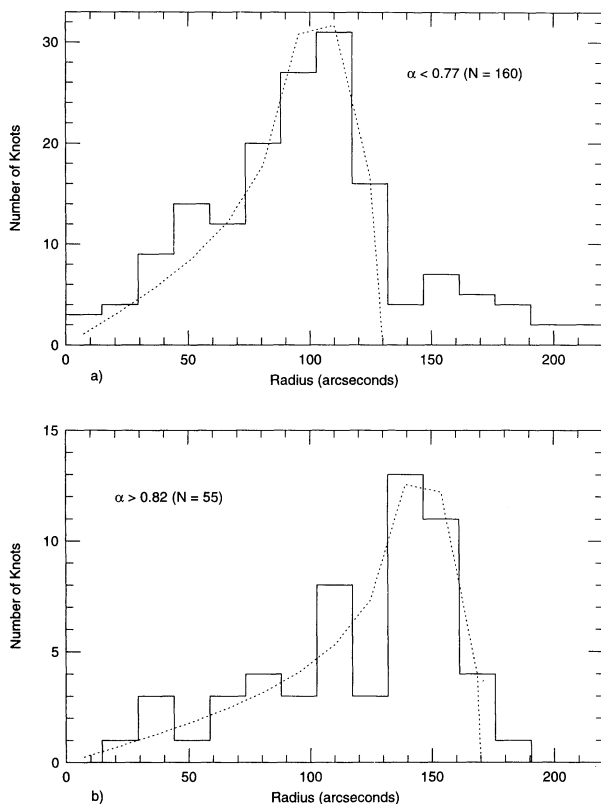 30
20
10
0
Number of Knots
α < 0.77 (N = 160)
0 50 100 150 200
a) Radius (arcseconds)
15
10
5
0
Number of Knots
α > 0.82 (N = 55)
0 50 100 150 200
b) Radius (arcseconds)